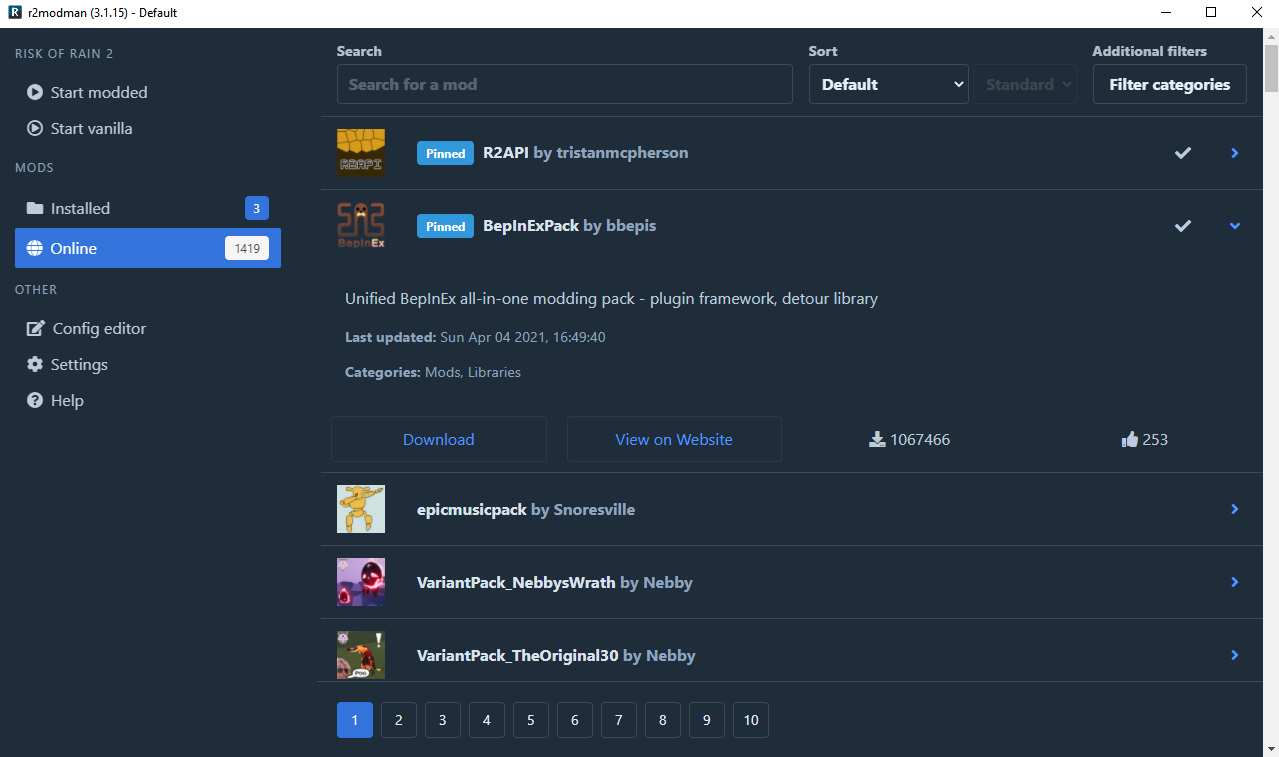 r2modman (3.1.15) - Default
RISK OF RAIN 2
Start modded
Start vanilla
MODS
Installed 3
Online 1419
OTHER
Config editor
Settings
Help
Search Sort Additional filters
Search for a mod Default Standard Filter categories
R2API
Pinned R2API by tristanmcpherson
BepInEx
Pinned BepInExPack by bbepis
Unified BepInEx all-in-one modding pack - plugin framework, detour library
Last updated: Sun Apr 04 2021, 16:49:40
Categories: Mods, Libraries
Download View on Website 1067466 253
epicmusicpack by Snoresville
VariantPack_NebbysWrath by Nebby
VariantPack_TheOriginal30 by Nebby
1 2 3 4 5 6 7 8 9 10